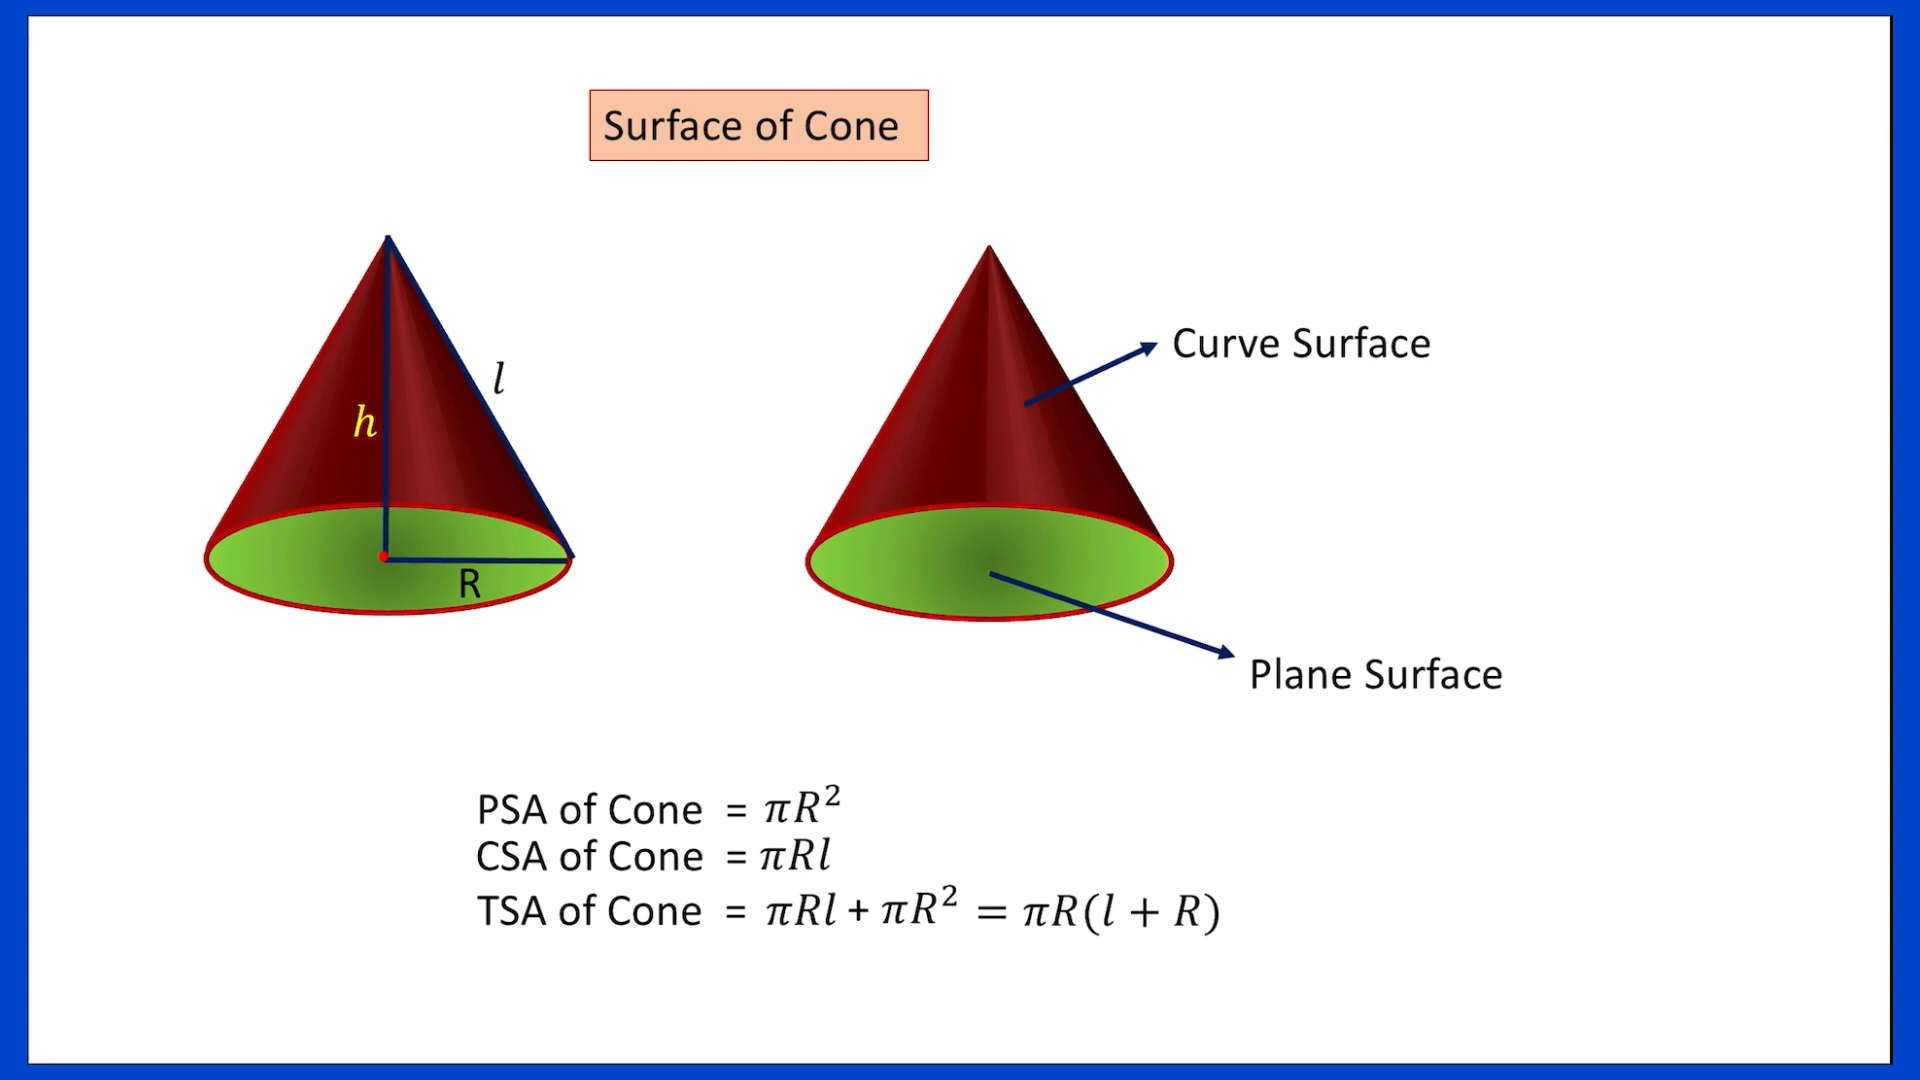 Surface of Cone
l
h
R
Curve Surface
Plane Surface
PSA of Cone = πR²
CSA of Cone = πRl
TSA of Cone = πRl + πR² = πR(l + R)